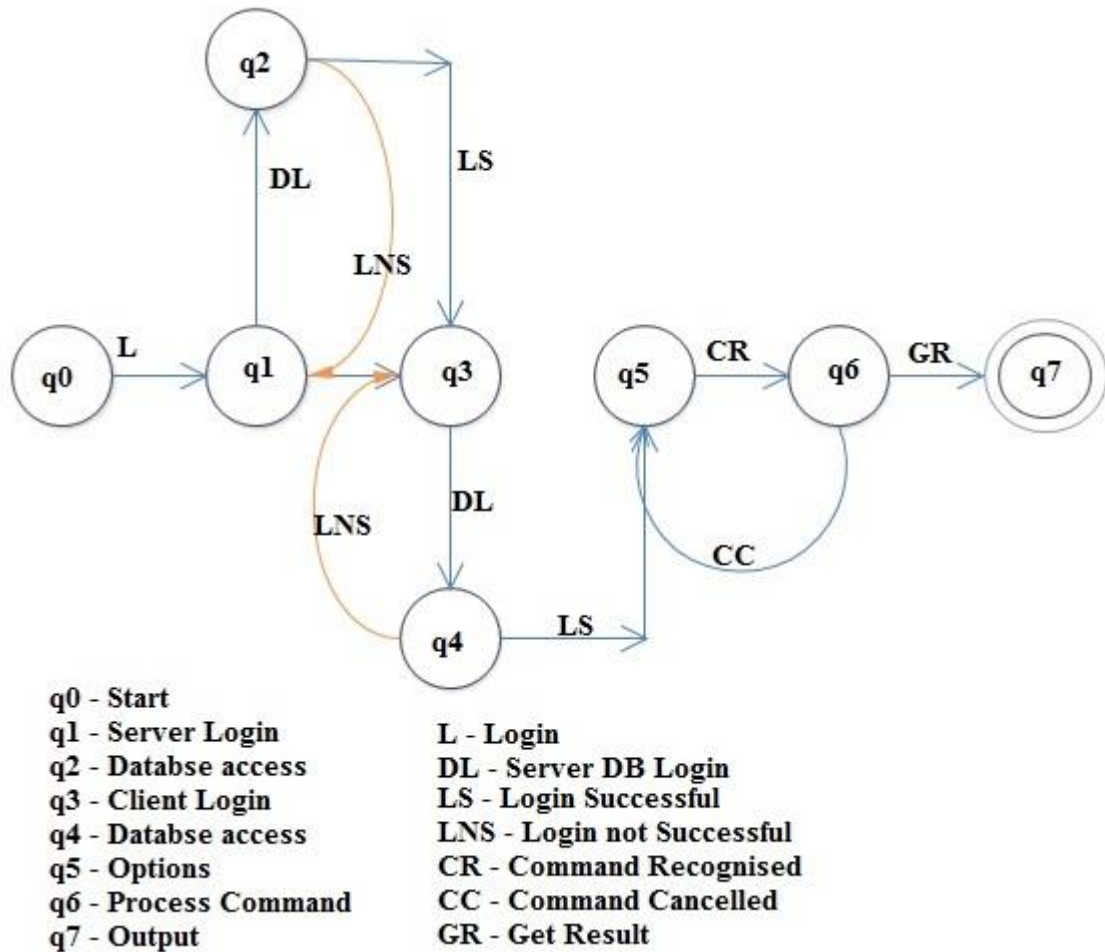 q2
DL
LS
LNS
q0
L
q1
q3
q5
CR
q6
GR
q7
LNS
DL
CC
q4
LS
q0 - Start
q1 - Server Login
q2 - Databse access
q3 - Client Login
q4 - Databse access
q5 - Options
q6 - Process Command
q7 - Output
L - Login
DL - Server DB Login
LS - Login Successful
LNS - Login not Successful
CR - Command Recognised
CC - Command Cancelled
GR - Get Result